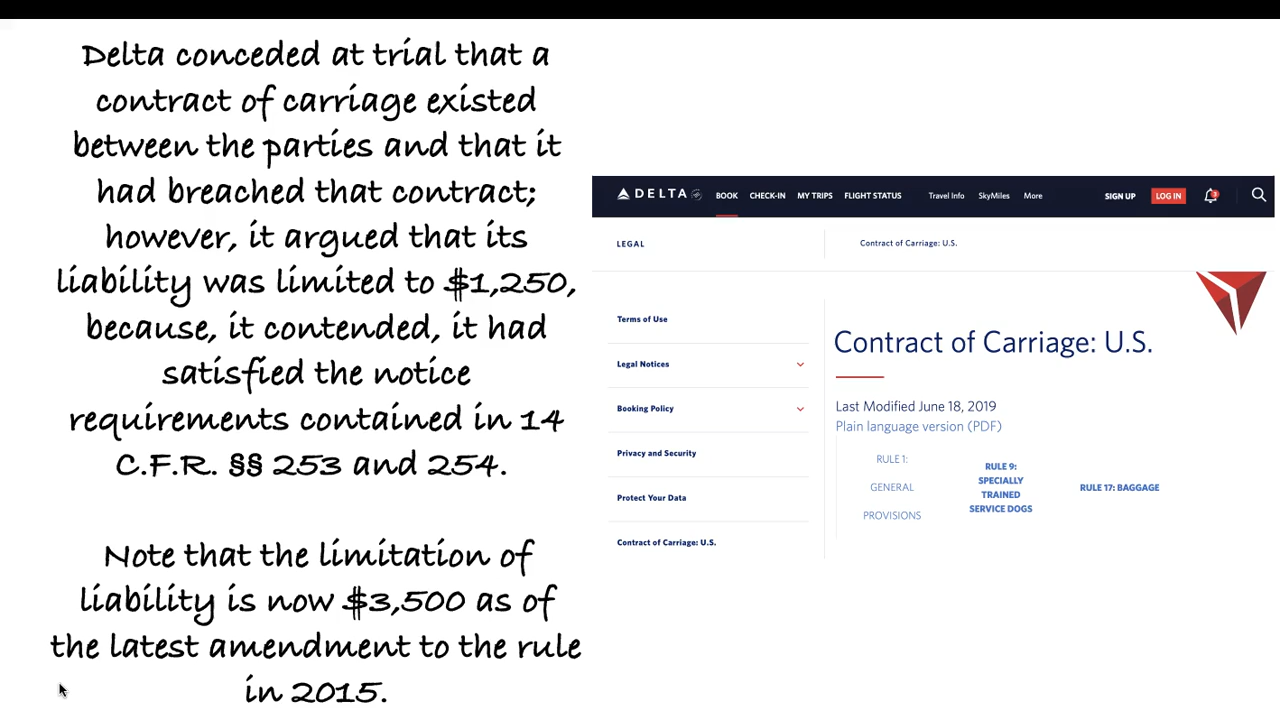 Delta conceded at trial that a
contract of carriage existed
between the parties and that it
had breached that contract;
however, it argued that its
liability was limited to $1,250,
because, it contended, it had
satisfied the notice
requirements contained in 14
C.F.R. §§ 253 and 254.
Note that the limitation of
liability is now $3,500 as of
the latest amendment to the rule
in 2015.
DELTA BOOK CHECK-IN MY TRIPS FLIGHT STATUS Travel Info SkyMiles More SIGN UP LOG IN
LEGAL
Contract of Carriage: U.S.
Terms of Use
Legal Notices
Booking Policy
Privacy and Security
Protect Your Data
Contract of Carriage: U.S.
Contract of Carriage: U.S.
Last Modified June 18, 2019
Plain language version (PDF)
RULE 1:
GENERAL
PROVISIONS
RULE 9:
SPECIALLY
TRAINED
SERVICE DOGS
RULE 17: BAGGAGE